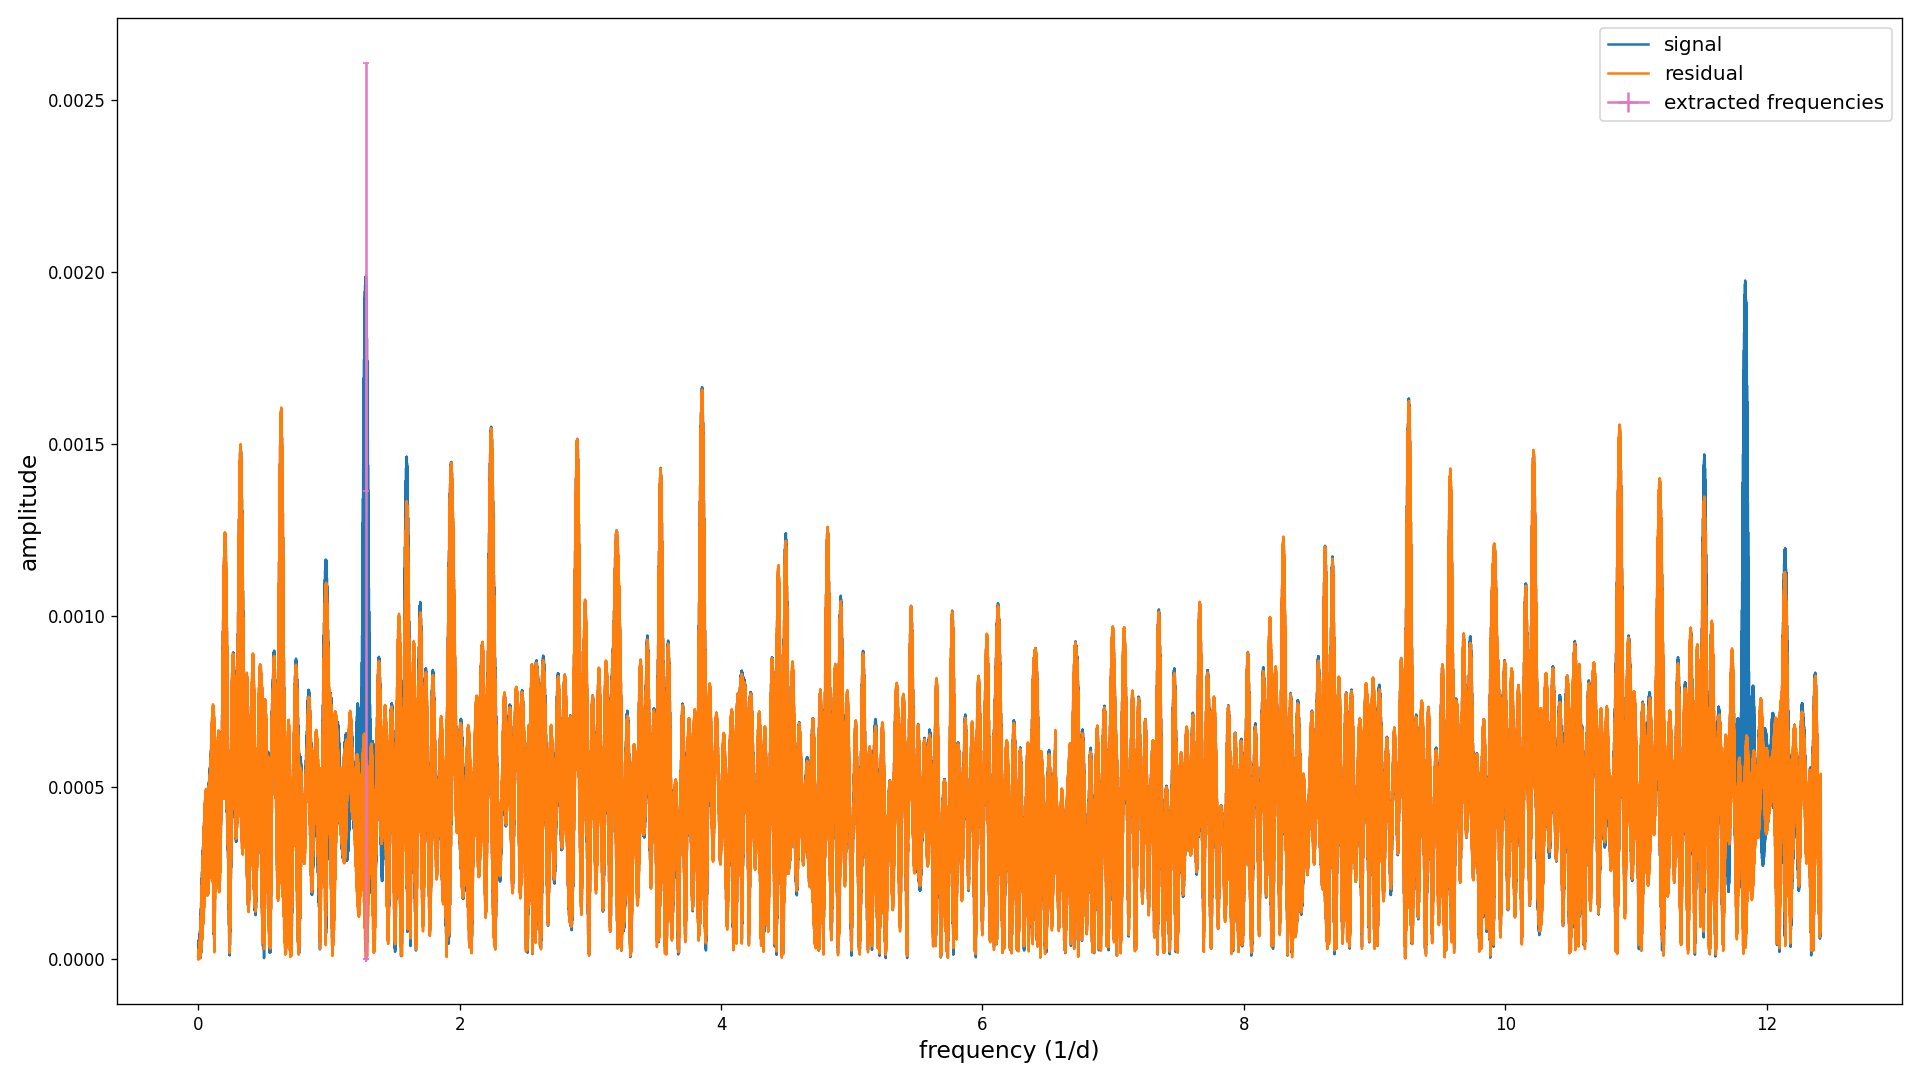 signal
residual
extracted frequencies
amplitude
0.0025
0.0020
0.0015
0.0010
0.0005
0.0000
0 2 4 6 8 10 12
frequency (1/d)